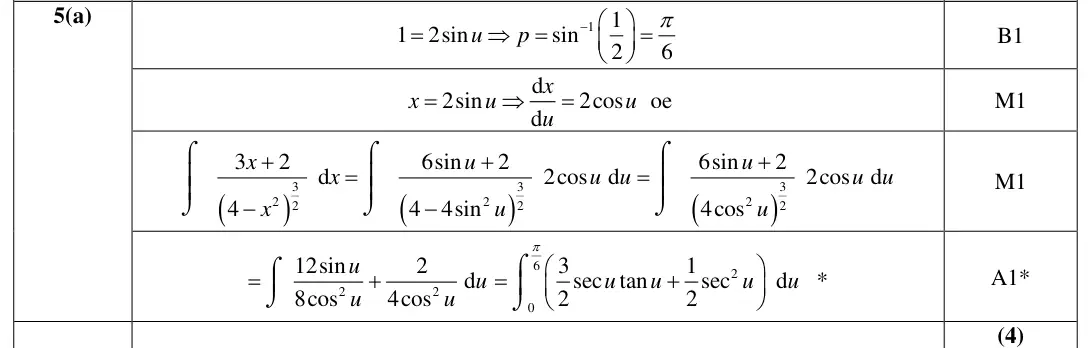 5(a)
1 = 2sin u ⇒ p = sin⁻¹(1/2) = π/6 B1
x = 2sin u ⇒ dx/du = 2cos u oe M1
∫ (3x + 2)/(4 − x²)^(3/2) dx = ∫ (6sin u + 2)/(4 − 4sin² u)^(3/2) 2cos u du = ∫ (6sin u + 2)/(4cos² u)^(3/2) 2cos u du M1
= ∫ 12sin u/8cos² u + 2/4cos² u du = ∫₀^(π/6) (3/2 sec u tan u + 1/2 sec² u) du * A1*
(4)